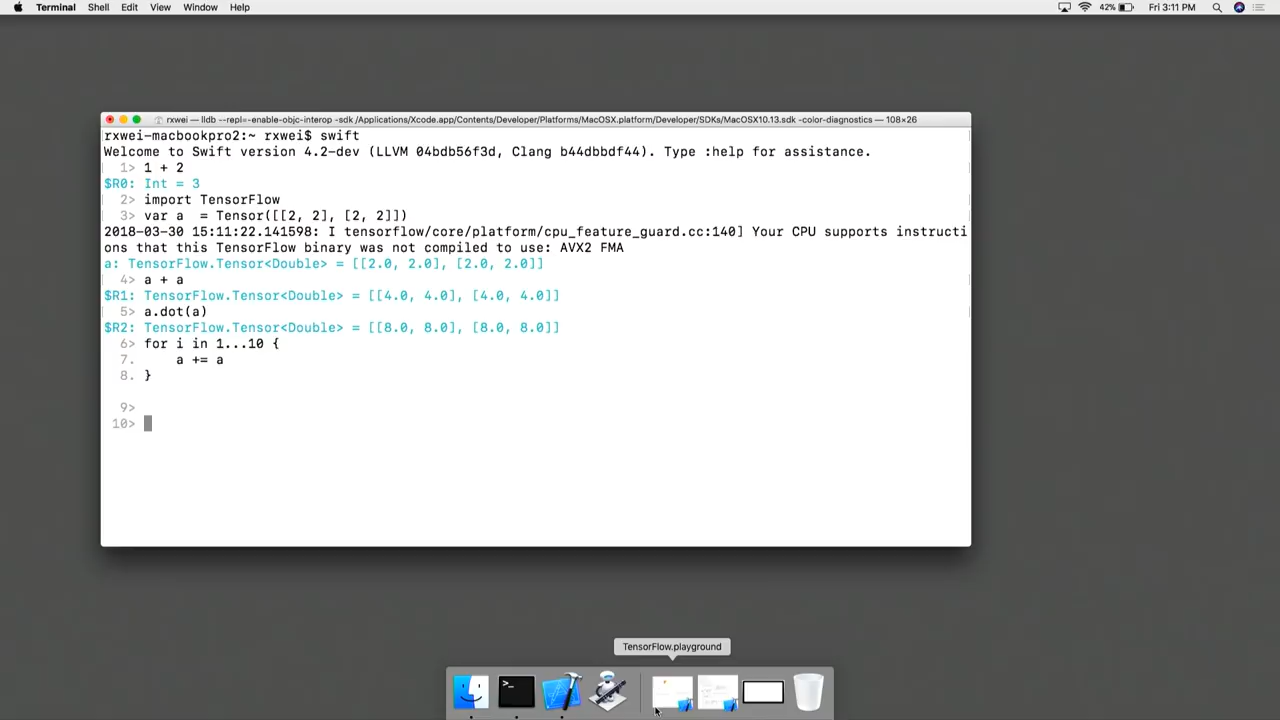 Terminal Shell Edit View Window Help 42% Fri 3:11 PM
rxwei — lldb --repl=-enable-objc-interop -sdk /Applications/Xcode.app/Contents/Developer/Platforms/MacOSX.platform/Developer/SDKs/MacOSX10.13.sdk -color-diagnostics — 108×26
rxwei-macbookpro2:~ rxwei$ swift
Welcome to Swift version 4.2-dev (LLVM 04bdb56f3d, Clang b44dbbdf44). Type :help for assistance.
1> 1 + 2
$R0: Int = 3
2> import TensorFlow
3> var a  = Tensor([[2, 2], [2, 2]])
2018-03-30 15:11:22.141598: I tensorflow/core/platform/cpu_feature_guard.cc:140] Your CPU supports instructi
ons that this TensorFlow binary was not compiled to use: AVX2 FMA
a: TensorFlow.Tensor<Double> = [[2.0, 2.0], [2.0, 2.0]]
4> a + a
$R1: TensorFlow.Tensor<Double> = [[4.0, 4.0], [4.0, 4.0]]
5> a.dot(a)
$R2: TensorFlow.Tensor<Double> = [[8.0, 8.0], [8.0, 8.0]]
6> for i in 1...10 {
7.     a += a
8. }
9>
10>
TensorFlow.playground
>_